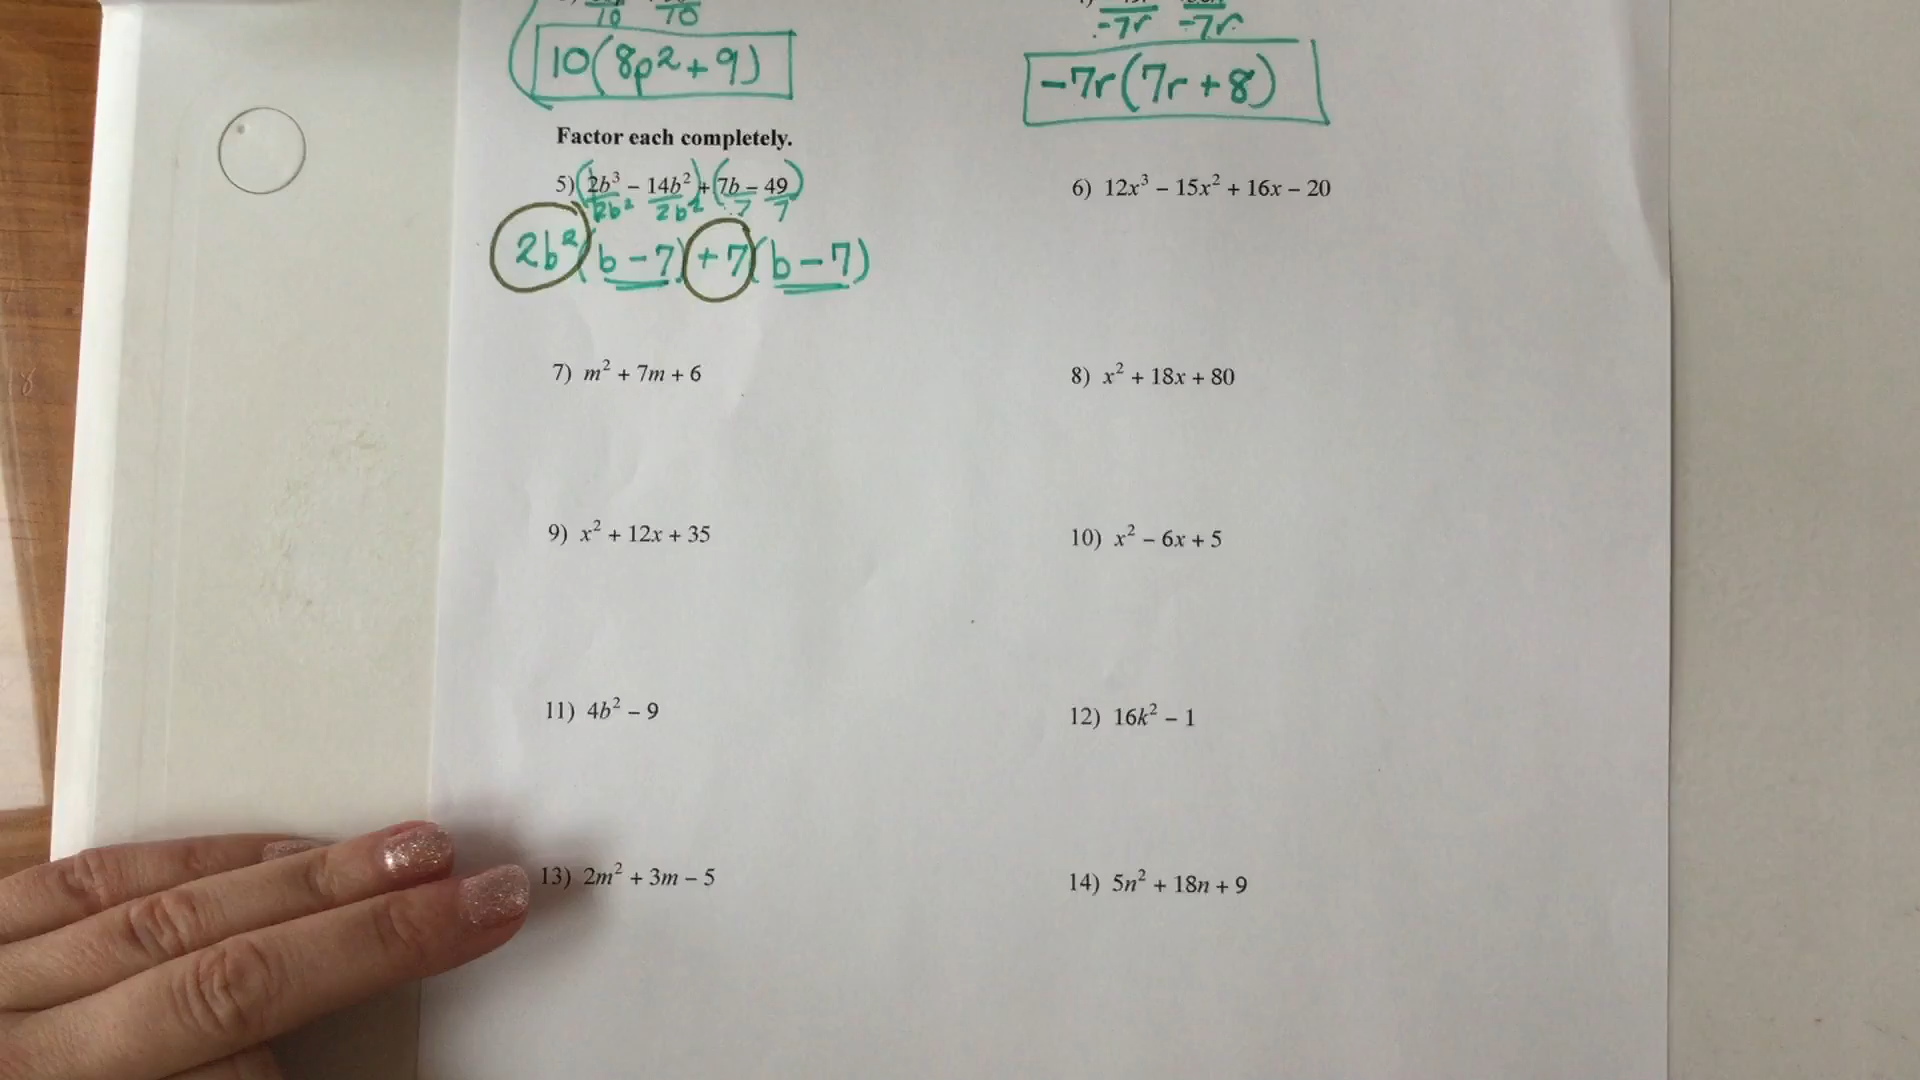 70 70
10(8p²+9)
-7r -7r
-7r(7r+8)
Factor each completely.
5) (2b³ – 14b²) + (7b – 49)
2b² 2b² 7 7
2b²(b-7)+7(b-7)
6) 12x³ – 15x² + 16x – 20
7) m² + 7m + 6
8) x² + 18x + 80
9) x² + 12x + 35
10) x² – 6x + 5
11) 4b² – 9
12) 16k² – 1
13) 2m² + 3m – 5
14) 5n² + 18n + 9